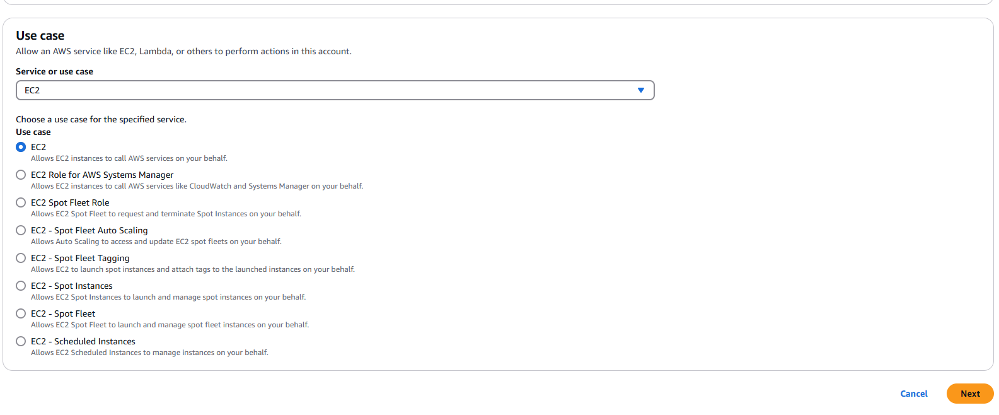 Use case
Allow an AWS service like EC2, Lambda, or others to perform actions in this account.
Service or use case
EC2
Choose a use case for the specified service.
Use case
EC2
Allows EC2 instances to call AWS services on your behalf.
EC2 Role for AWS Systems Manager
Allows EC2 instances to call AWS services like CloudWatch and Systems Manager on your behalf.
EC2 Spot Fleet Role
Allows EC2 Spot Fleet to request and terminate Spot Instances on your behalf.
EC2 - Spot Fleet Auto Scaling
Allows Auto Scaling to access and update EC2 spot fleets on your behalf.
EC2 - Spot Fleet Tagging
Allows EC2 to launch spot instances and attach tags to the launched instances on your behalf.
EC2 - Spot Instances
Allows EC2 Spot Instances to launch and manage spot instances on your behalf.
EC2 - Spot Fleet
Allows EC2 Spot Fleet to launch and manage spot fleet instances on your behalf.
EC2 - Scheduled Instances
Allows EC2 Scheduled Instances to manage instances on your behalf.
Cancel Next